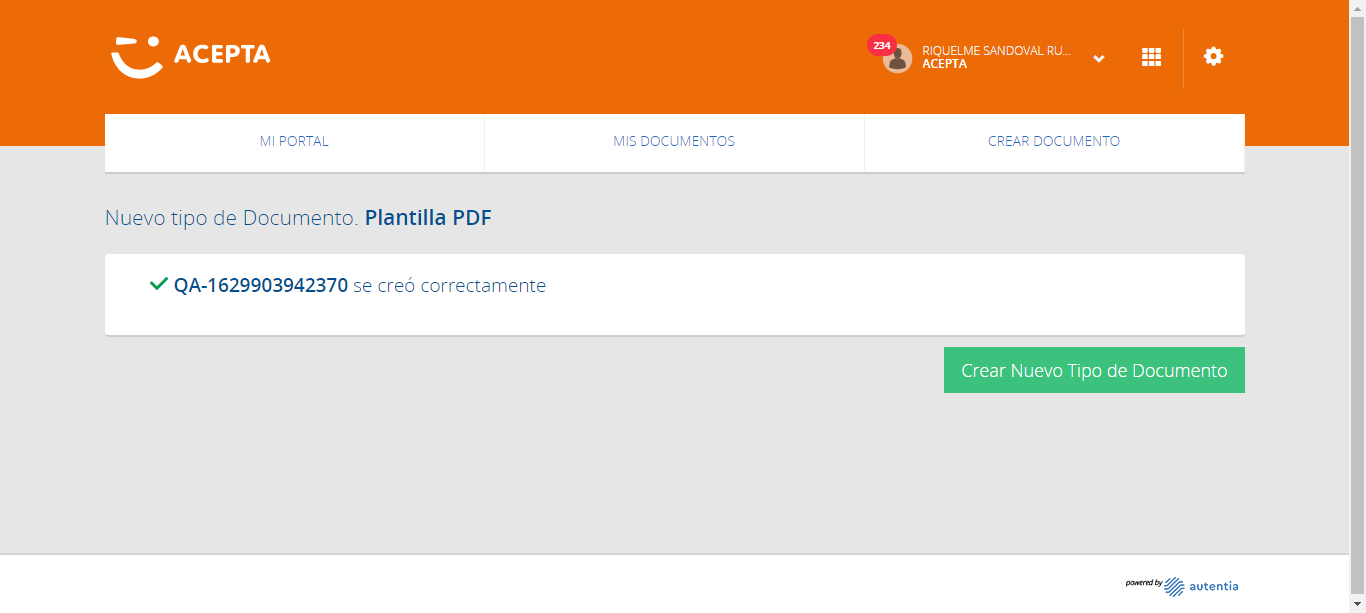 ACEPTA
234
RIQUELME SANDOVAL RU...
ACEPTA
MI PORTAL
MIS DOCUMENTOS
CREAR DOCUMENTO
Nuevo tipo de Documento. Plantilla PDF
QA-1629903942370 se creó correctamente
Crear Nuevo Tipo de Documento
powered by autentia